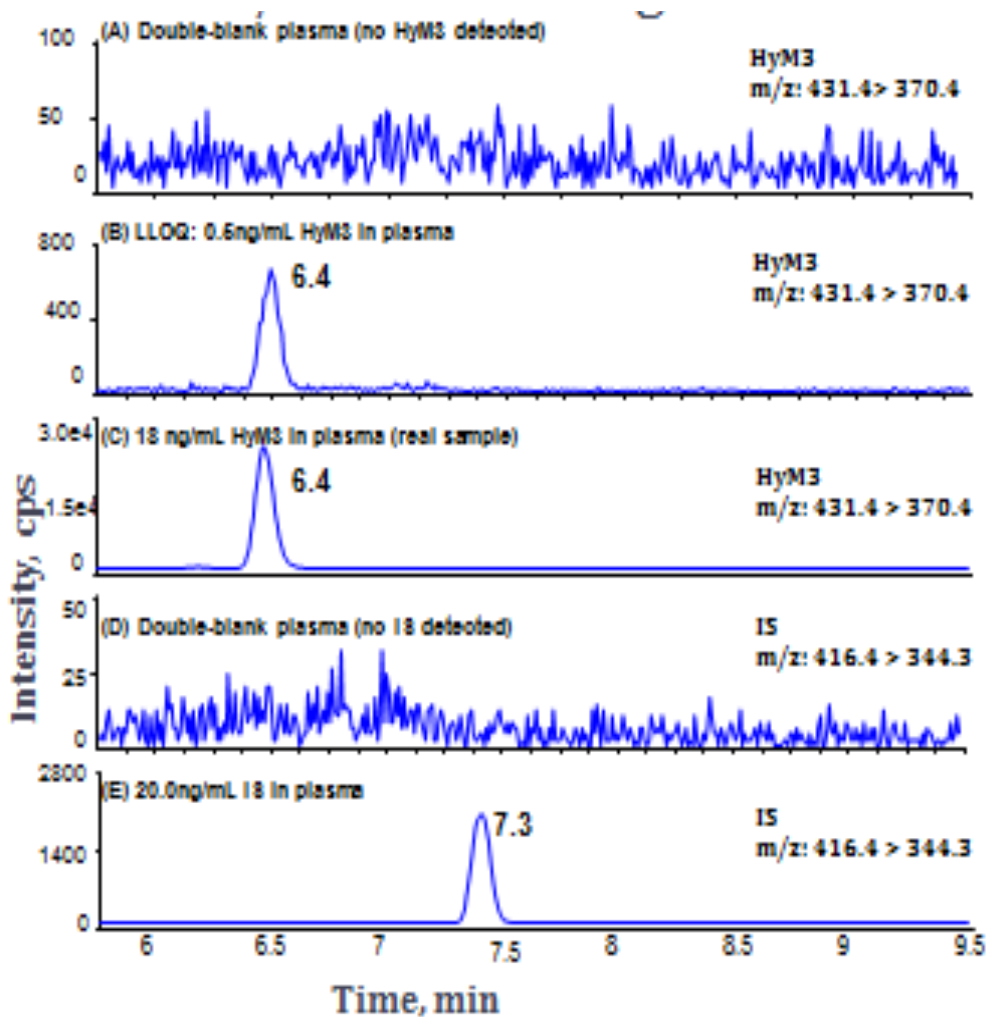 100
(A) Double-blank plasma (no HyM3 detected)
HyM3
m/z: 431.4> 370.4
50
0
800
(B) LLOQ: 0.5ng/mL HyM3 in plasma
HyM3
m/z: 431.4 > 370.4
6.4
400
0
3.0e4
(C) 18 ng/mL HyM3 in plasma (real sample)
HyM3
m/z: 431.4 > 370.4
6.4
1.5e4
0
50
(D) Double-blank plasma (no IS detected)
IS
m/z: 416.4 > 344.3
25
0
2800
(E) 20.0ng/mL IS in plasma
IS
m/z: 416.4 > 344.3
7.3
1400
0
6 6.5 7 7.5 8 8.5 9 9.5
Time, min
Intensity, cps